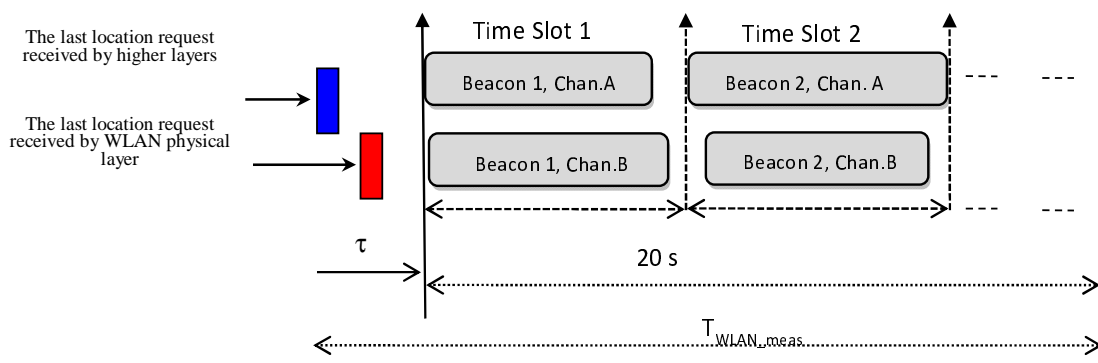 The last location request
received by higher layers
The last location request
received by WLAN physical
layer
Time Slot 1
Time Slot 2
Beacon 1, Chan.A
Beacon 2, Chan. A
Beacon 1, Chan.B
Beacon 2, Chan.B
τ
20 s
T_WLAN_meas